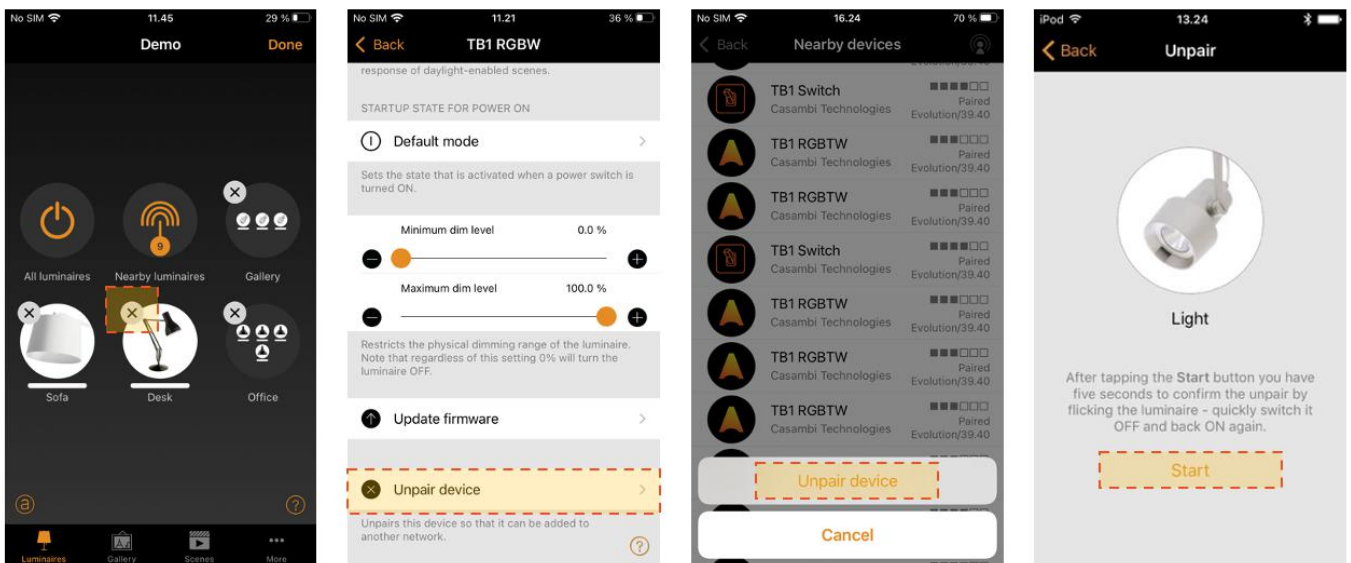 No SIM 11.45 29 %
Demo Done
9
All luminaires Nearby luminaires Gallery
Sofa Desk Office
a ?
Luminaires Gallery Scenes More
No SIM 11.21 36 %
Back TB1 RGBW
response of daylight-enabled scenes.
STARTUP STATE FOR POWER ON
Default mode
Sets the state that is activated when a power switch is
turned ON.
Minimum dim level 0.0 %
Maximum dim level 100.0 %
Restricts the physical dimming range of the luminaire.
Note that regardless of this setting 0% will turn the
luminaire OFF.
Update firmware
Unpair device
Unpairs this device so that it can be added to
another network.
?
No SIM 16.24 70 %
Back Nearby devices
TB1 Switch
Casambi Technologies
Paired
Evolution/39.40
TB1 RGBTW
Casambi Technologies
Paired
Evolution/39.40
TB1 RGBTW
Casambi Technologies
Paired
Evolution/39.40
TB1 Switch
Casambi Technologies
Paired
Evolution/39.40
TB1 RGBTW
Casambi Technologies
Paired
Evolution/39.40
TB1 RGBTW
Casambi Technologies
Paired
Evolution/39.40
TB1 RGBTW
Casambi Technologies
Paired
Evolution/39.40
Unpair device
Cancel
iPod 13.24
Back Unpair
Light
After tapping the Start button you have
five seconds to confirm the unpair by
flicking the luminaire - quickly switch it
OFF and back ON again.
Start